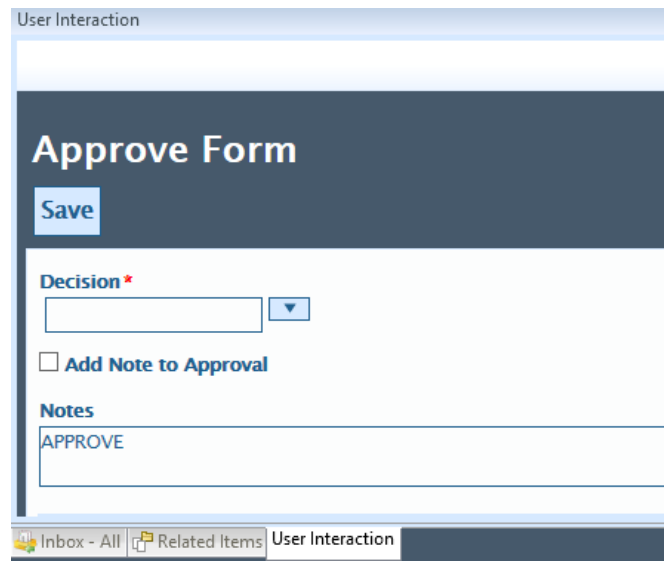 User Interaction
Approve Form
Save
Decision*
Add Note to Approval
Notes
APPROVE
Inbox - All Related Items User Interaction